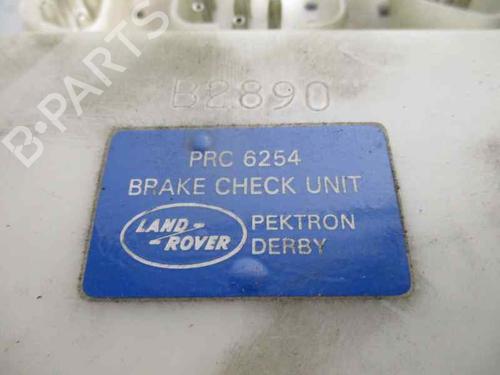 B2890
PRC 6254
BRAKE CHECK UNIT
LAND
ROVER
PEKTRON
DERBY
B-PARTS